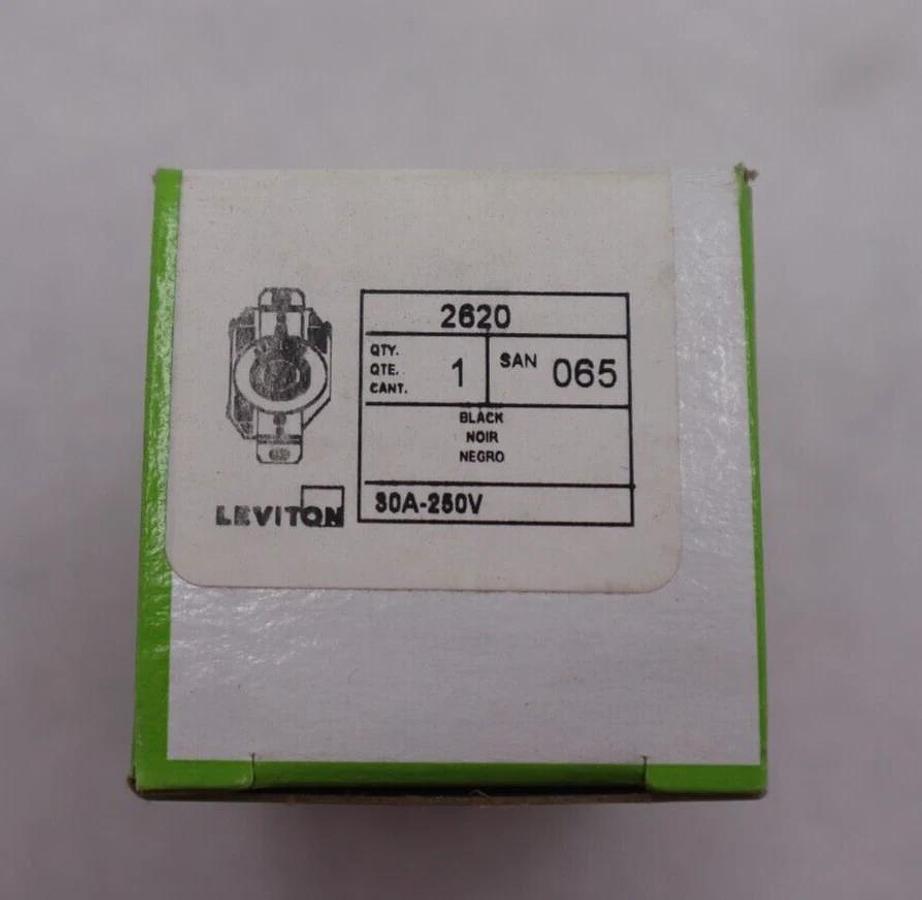 2620
QTY.
QTE.
CANT.
1
SAN 065
BLACK
NOIR
NEGRO
30A-250V
LEVITON